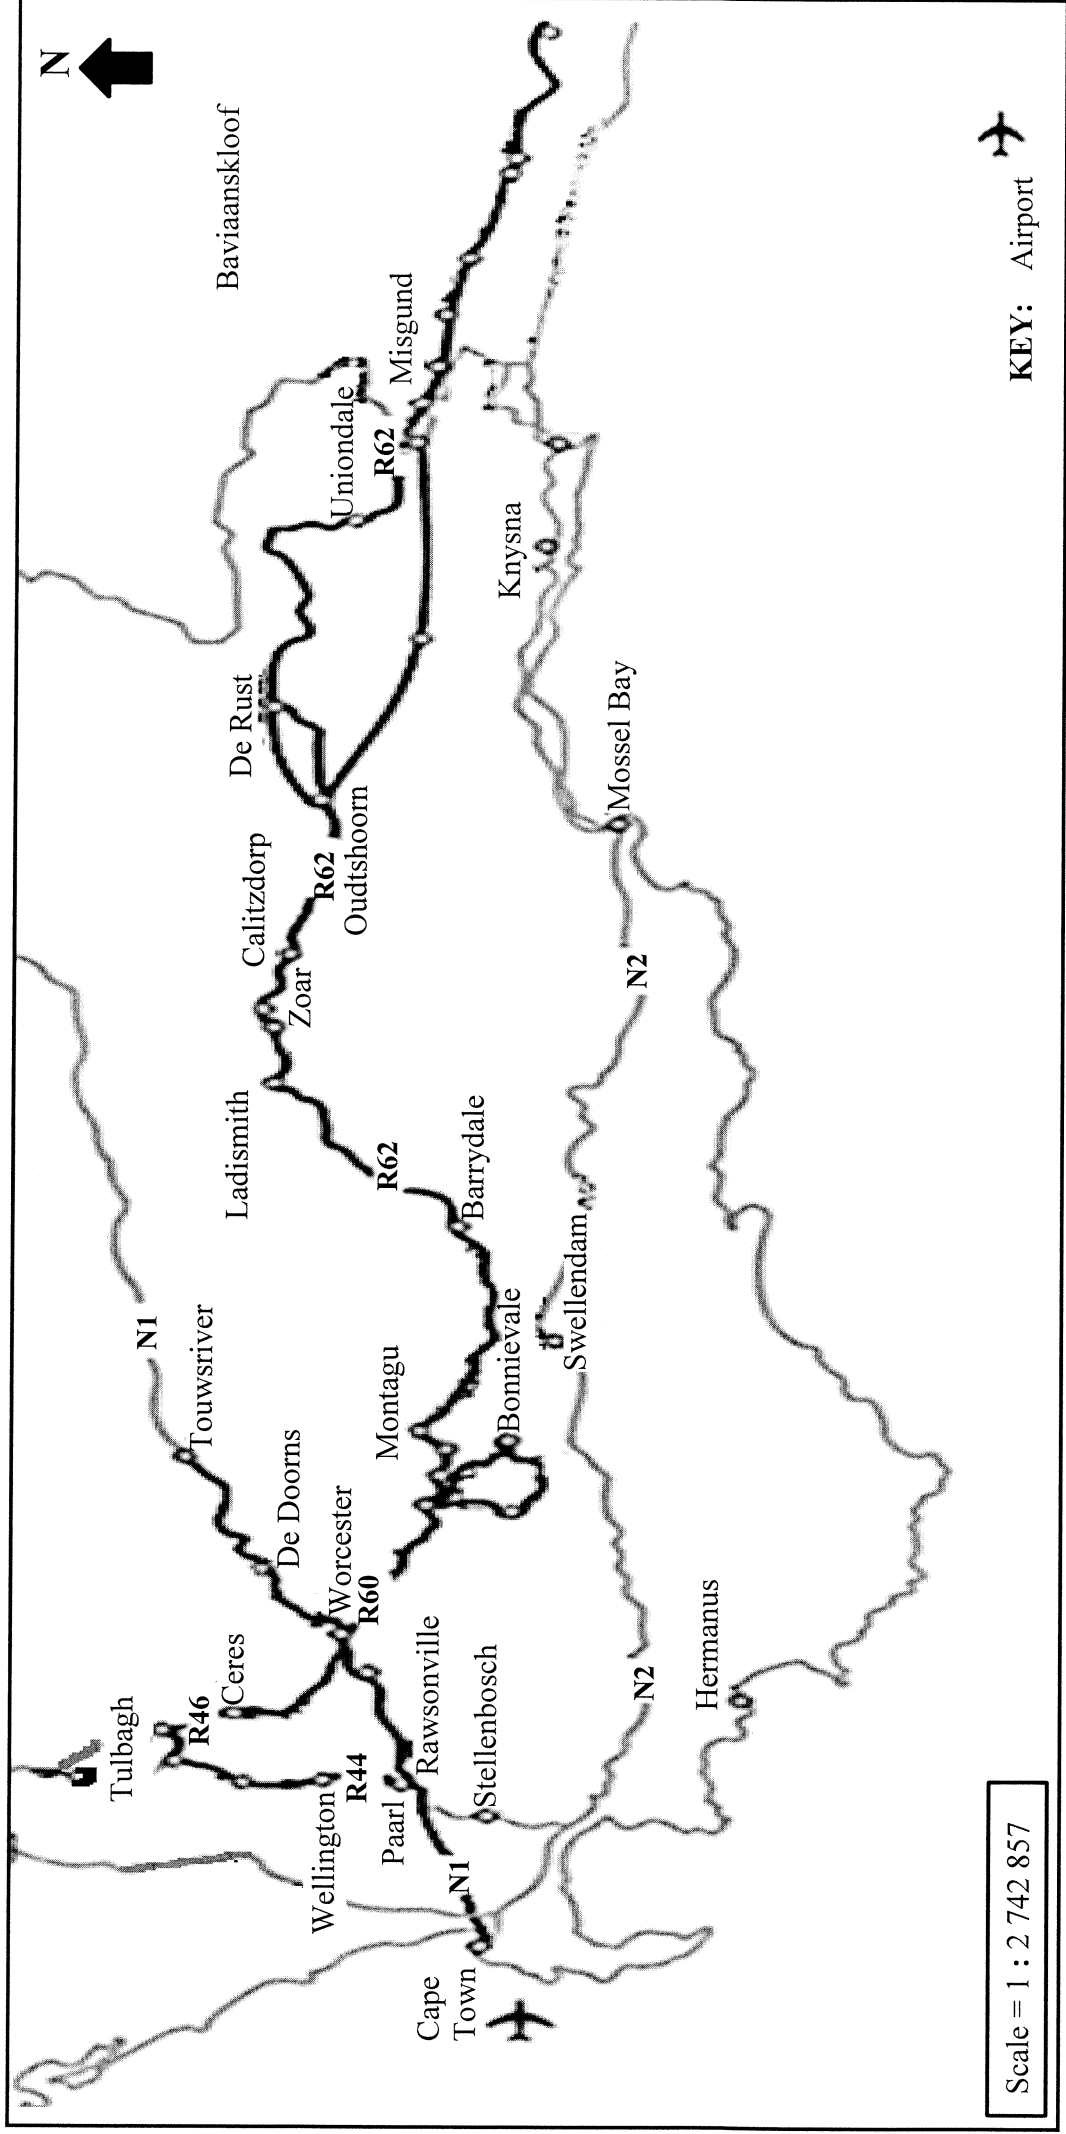 N
Baviaanskloof
Tulbagh
R46
Ceres
N1
Touwsriver
De Doorns
Worcester
R60
Wellington
R44
Paarl
Rawsonville
Stellenbosch
N1
Cape
Town
Montagu
Bonnievale
Barrydale
R62
Ladismith
Zoar
Calitzdorp
R62
Oudtshoorn
De Rust
Uniondale
R62
Misgund
Knysna
Mossel Bay
N2
Swellendam
N2
Hermanus
Scale = 1 : 2 742 857
KEY: Airport